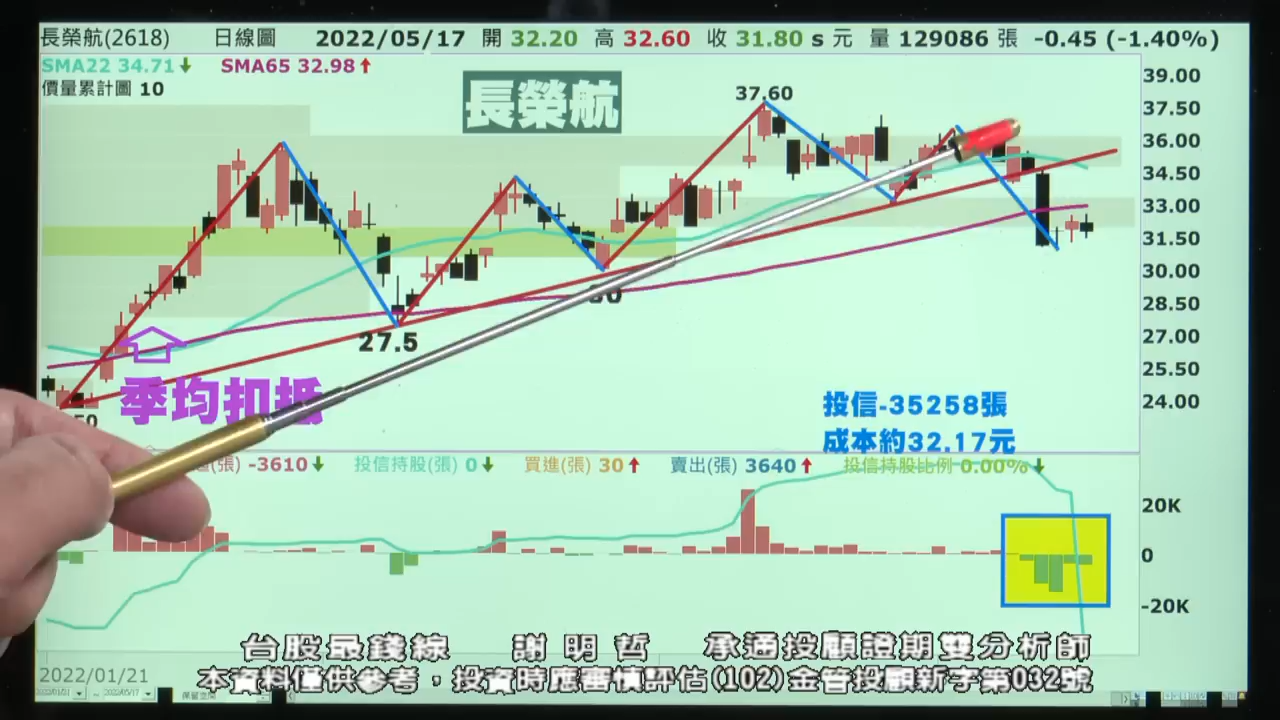 長榮航(2618) 日線圖 2022/05/17 開 32.20 高 32.60 收 31.80 s 元 量 129086 張 -0.45 (-1.40%)
SMA22 34.71↓ SMA65 32.98↑
價量累計圖 10
長榮航
37.60
39.00
37.50
36.00
34.50
33.00
31.50
30.00
28.50
27.00
25.50
24.00
27.5
季均扣抵
投信-35258張
成本約32.17元
(張) -3610↓ 投信持股(張) 0↓ 買進(張) 30↑ 賣出(張) 3640↑ 投信持股比例 0.00%↓
20K
0
-20K
台股最錢線 謝明哲 承通投顧證期雙分析師
2022/01/21
本資料僅供參考，投資時應審慎評估(102)金管投顧新字第032號